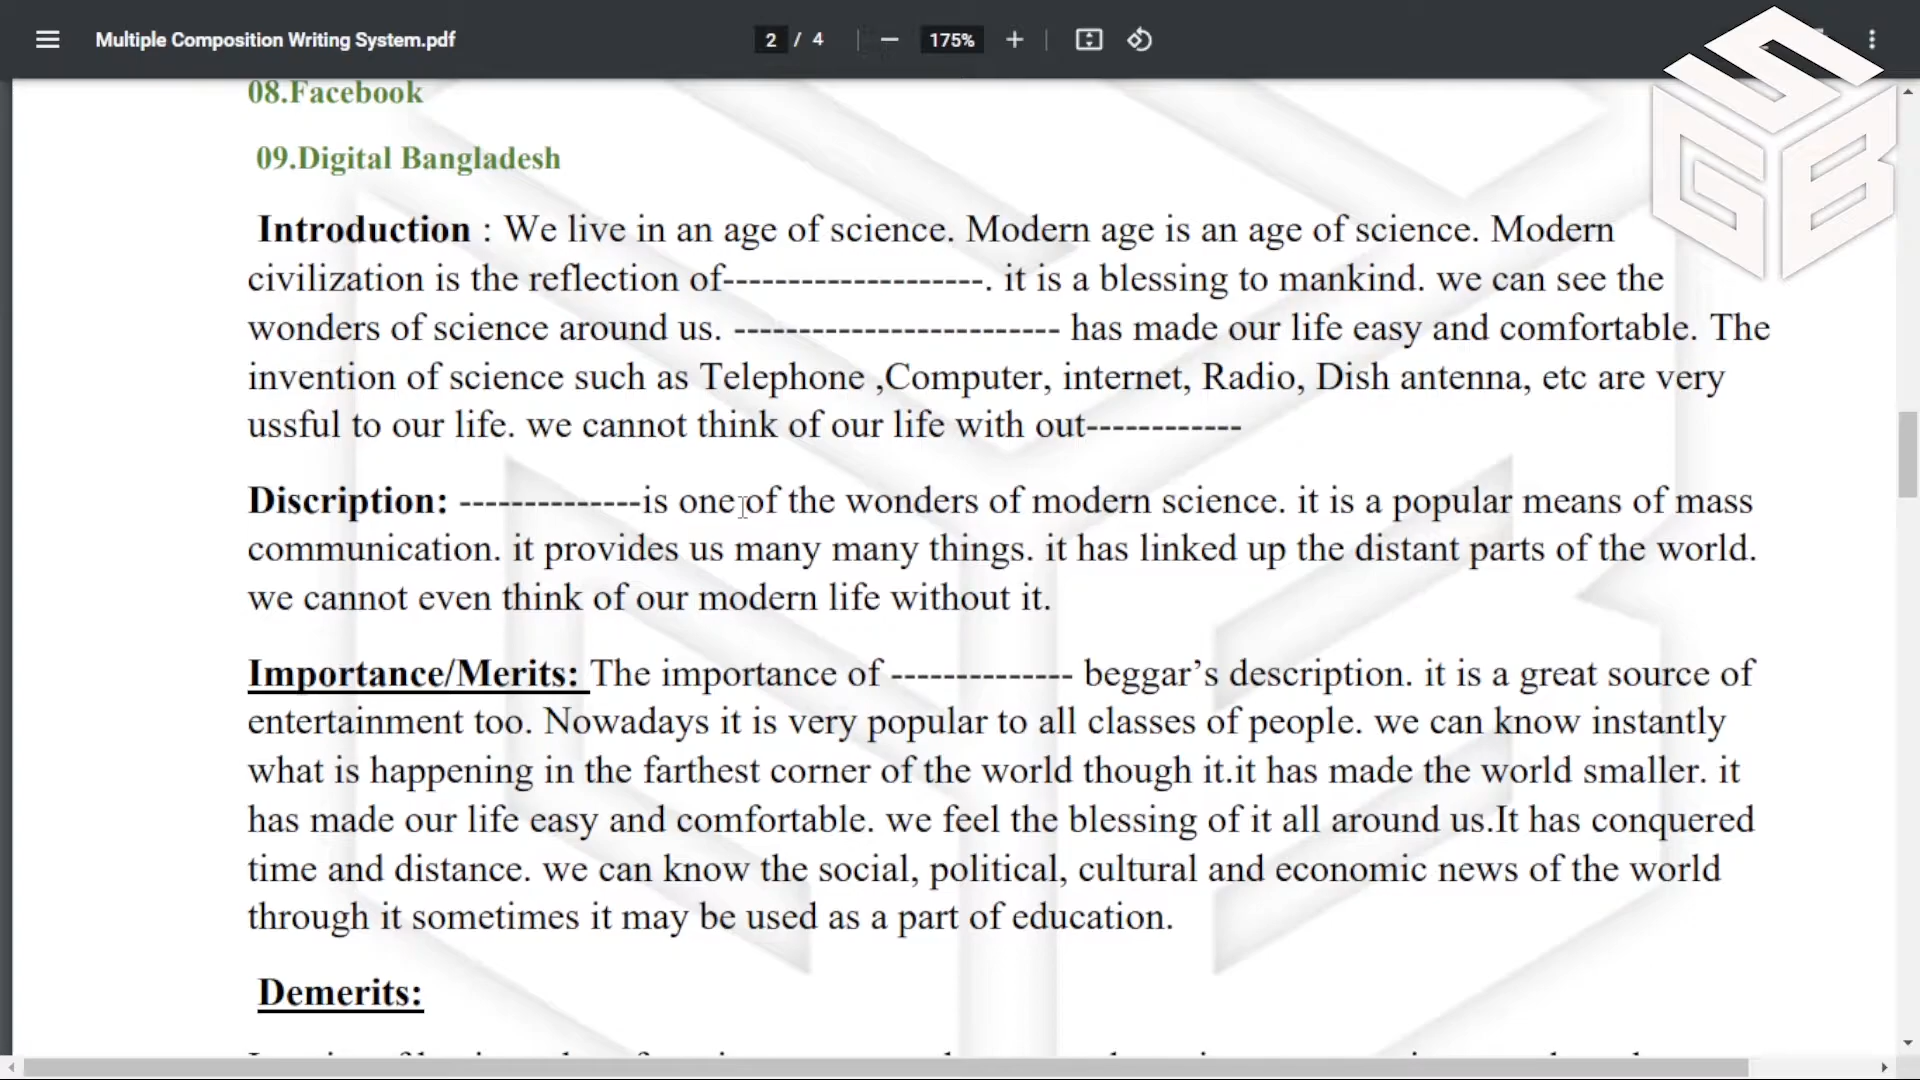 Multiple Composition Writing System.pdf
2 / 4
175%
SGB
08.Facebook
09.Digital Bangladesh
Introduction : We live in an age of science. Modern age is an age of science. Modern
civilization is the reflection of--------------------. it is a blessing to mankind. we can see the
wonders of science around us. ------------------------- has made our life easy and comfortable. The
invention of science such as Telephone ,Computer, internet, Radio, Dish antenna, etc are very
ussful to our life. we cannot think of our life with out------------
Discription: --------------is one of the wonders of modern science. it is a popular means of mass
communication. it provides us many many things. it has linked up the distant parts of the world.
we cannot even think of our modern life without it.
Importance/Merits: The importance of -------------- beggar’s description. it is a great source of
entertainment too. Nowadays it is very popular to all classes of people. we can know instantly
what is happening in the farthest corner of the world though it.it has made the world smaller. it
has made our life easy and comfortable. we feel the blessing of it all around us.It has conquered
time and distance. we can know the social, political, cultural and economic news of the world
through it sometimes it may be used as a part of education.
Demerits: